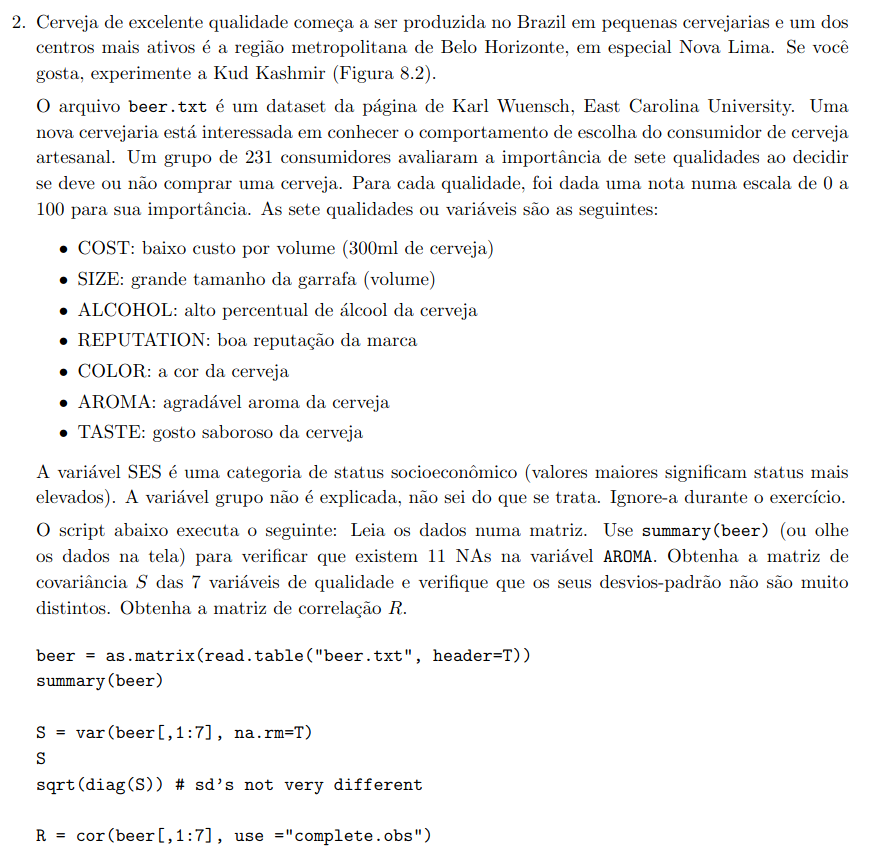 2. Cerveja de excelente qualidade começa a ser produzida no Brazil em pequenas cervejarias e um dos
centros mais ativos é a região metropolitana de Belo Horizonte, em especial Nova Lima. Se você
gosta, experimente a Kud Kashmir (Figura 8.2).
O arquivo beer.txt é um dataset da página de Karl Wuensch, East Carolina University. Uma
nova cervejaria está interessada em conhecer o comportamento de escolha do consumidor de cerveja
artesanal. Um grupo de 231 consumidores avaliaram a importância de sete qualidades ao decidir
se deve ou não comprar uma cerveja. Para cada qualidade, foi dada uma nota numa escala de 0 a
100 para sua importância. As sete qualidades ou variáveis são as seguintes:
• COST: baixo custo por volume (300ml de cerveja)
• SIZE: grande tamanho da garrafa (volume)
• ALCOHOL: alto percentual de álcool da cerveja
• REPUTATION: boa reputação da marca
• COLOR: a cor da cerveja
• AROMA: agradável aroma da cerveja
• TASTE: gosto saboroso da cerveja
A variável SES é uma categoria de status socioeconômico (valores maiores significam status mais
elevados). A variável grupo não é explicada, não sei do que se trata. Ignore-a durante o exercício.
O script abaixo executa o seguinte: Leia os dados numa matriz. Use summary(beer) (ou olhe
os dados na tela) para verificar que existem 11 NAs na variável AROMA. Obtenha a matriz de
covariância S das 7 variáveis de qualidade e verifique que os seus desvios-padrão não são muito
distintos. Obtenha a matriz de correlação R.
beer = as.matrix(read.table("beer.txt", header=T))
summary(beer)
S = var(beer[,1:7], na.rm=T)
S
sqrt(diag(S)) # sd's not very different
R = cor(beer[,1:7], use ="complete.obs")